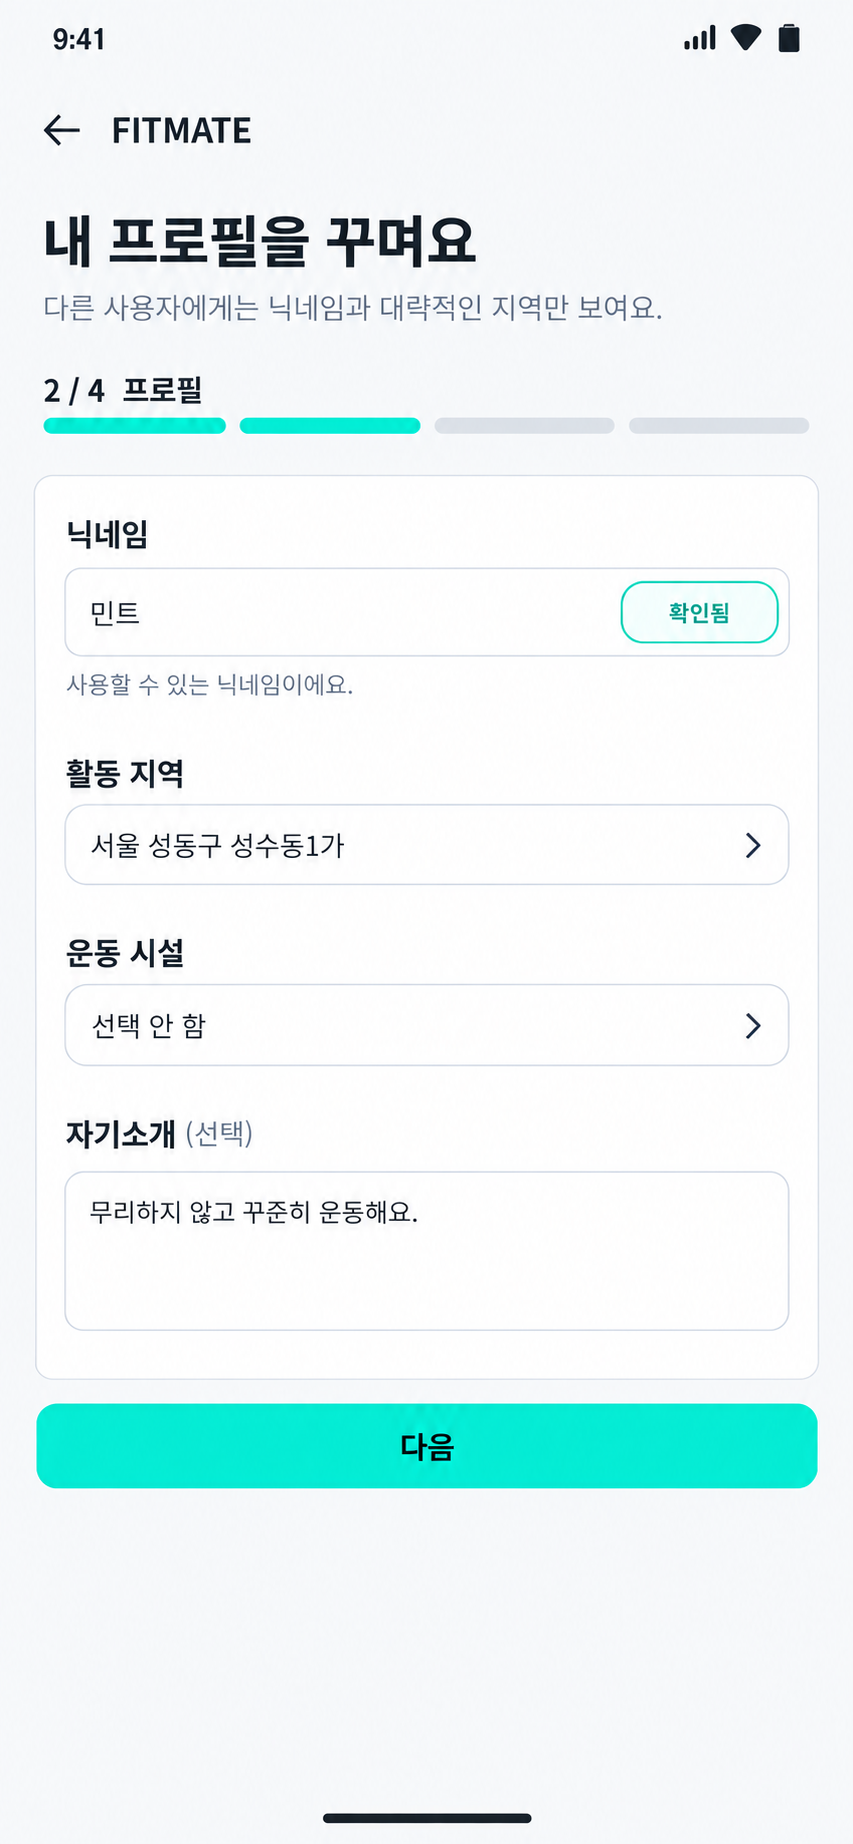 9:41
FITMATE
내 프로필을 꾸며요
다른 사용자에게는 닉네임과 대략적인 지역만 보여요.
2 / 4 프로필
닉네임
민트
확인됨
사용할 수 있는 닉네임이에요.
활동 지역
서울 성동구 성수동1가
운동 시설
선택 안 함
자기소개 (선택)
무리하지 않고 꾸준히 운동해요.
다음